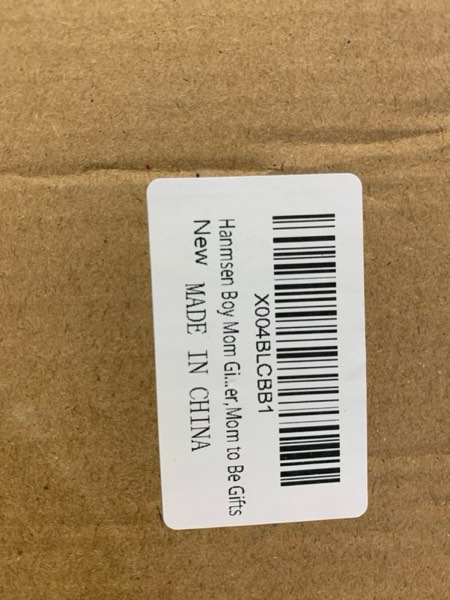 X004BLCBB1
Hanmsen Boy Mom Gi...er,Mom to Be Gifts
New MADE IN CHINA